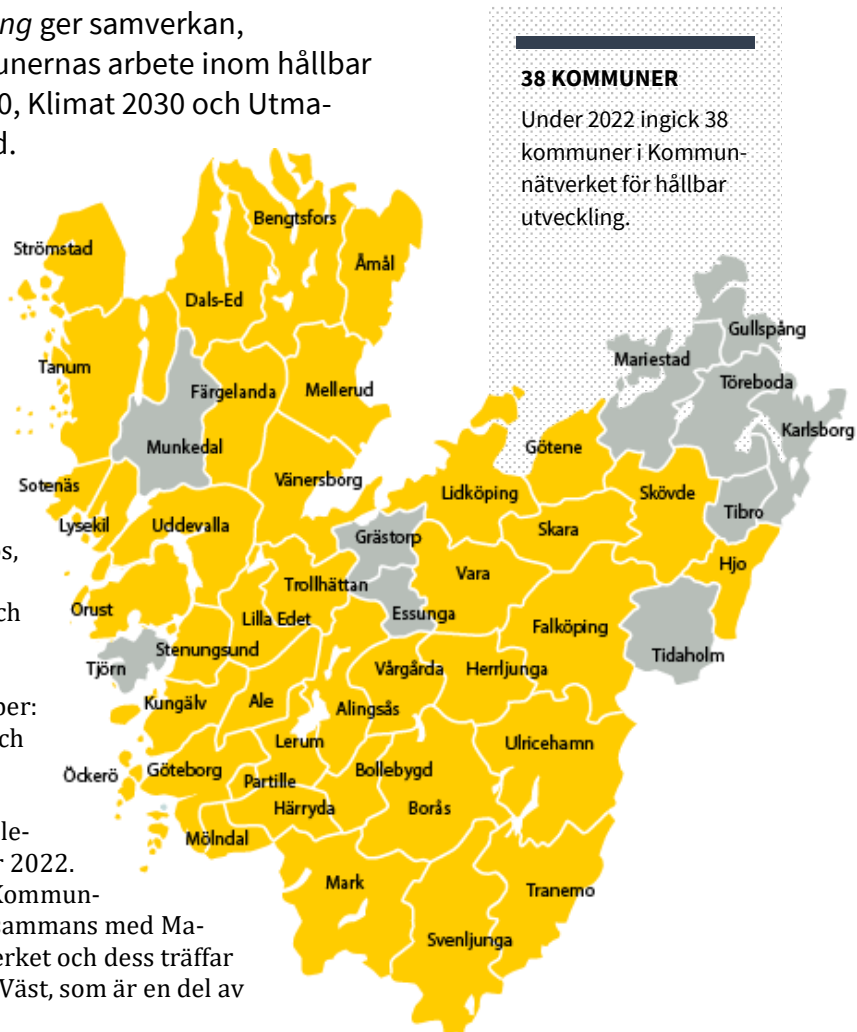 ng ger samverkan,
unernas arbete inom hållbar
0, Klimat 2030 och Utma-
d.
38 KOMMUNER
Under 2022 ingick 38
kommuner i Kommun-
nätverket för hållbar
utveckling.
Bengtsfors
Strömstad
Åmål
Dals-Ed
Gullspång
Mariestad
Tanum
Töreboda
Färgelanda
Mellerud
Karlsborg
Munkedal
Götene
Vänersborg
Sotenäs
Lidköping
Skövde
Tibro
Lysekil
Uddevalla
Skara
Grästorp
s,
Hjo
Vara
Trollhättan
ch
Orust
Lilla Edet
Essunga
Falköping
Stenungsund
Tidaholm
Tjörn
Vårgårda
Herrljunga
per:
Kungälv
Ale
Alingsås
ch
Lerum
Ulricehamn
Öckerö
Göteborg
Bollebygd
Partille
Härryda
Borås
Mölndal
le-
r 2022.
Mark
Tranemo
Kommun-
sammans med Ma-
Svenljunga
erket och dess träffar
Väst, som är en del av